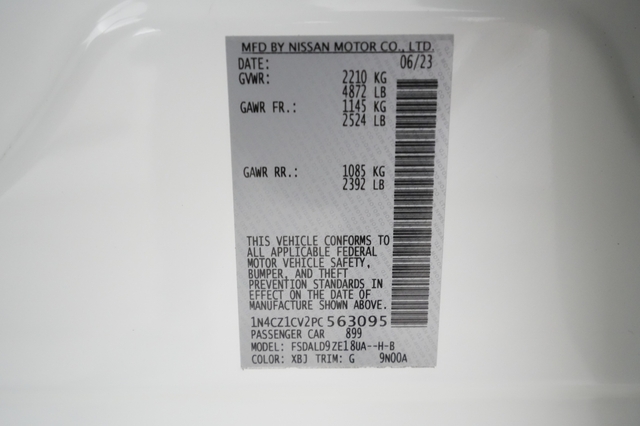 MFD BY NISSAN MOTOR CO., LTD.
DATE: 06/23
GVWR: 2210 KG
4872 LB
GAWR FR.: 1145 KG
2524 LB
GAWR RR.: 1085 KG
2392 LB
THIS VEHICLE CONFORMS TO
ALL APPLICABLE FEDERAL
MOTOR VEHICLE SAFETY,
BUMPER, AND THEFT
PREVENTION STANDARDS IN
EFFECT ON THE DATE OF
MANUFACTURE SHOWN ABOVE.
1N4CZ1CV2PC563095
PASSENGER CAR 899
MODEL: FSDALD9ZE18UA--H-B
COLOR: XBJ TRIM: G 9N00A